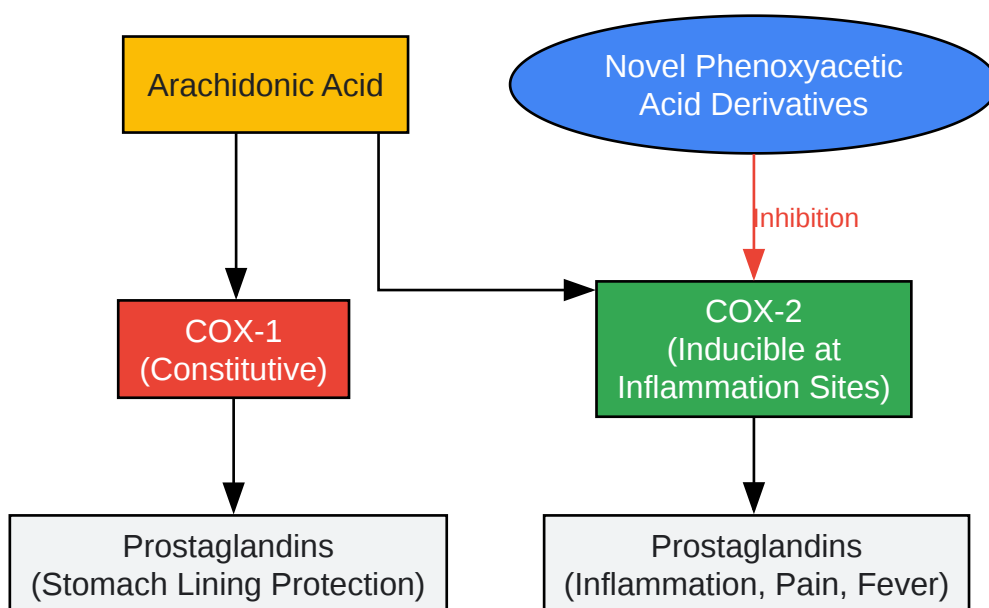 Arachidonic Acid
Novel Phenoxyacetic
Acid Derivatives
Inhibition
COX-1
(Constitutive)
COX-2
(Inducible at
Inflammation Sites)
Prostaglandins
(Stomach Lining Protection)
Prostaglandins
(Inflammation, Pain, Fever)